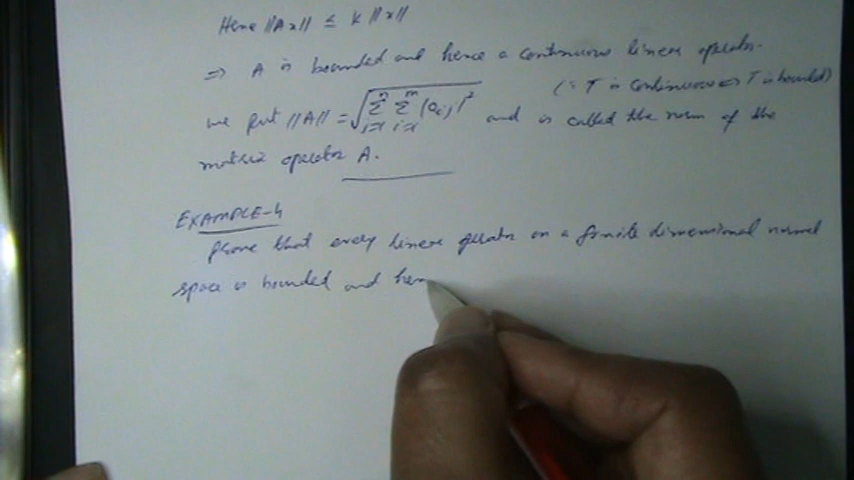 Hence ||Ax|| ≤ K ||x||
⇒ A is bounded and hence a continuous linear operator.
(∵ T is continuous ⇔ T is bounded)
we put ||A|| = √(Σ_{j=1}^{n} Σ_{i=1}^{m} |a_{ij}|²) and is called the norm of the
matrix operator A.
EXAMPLE-4
Prove that every linear operator on a finite dimensional normed
space is bounded and hen